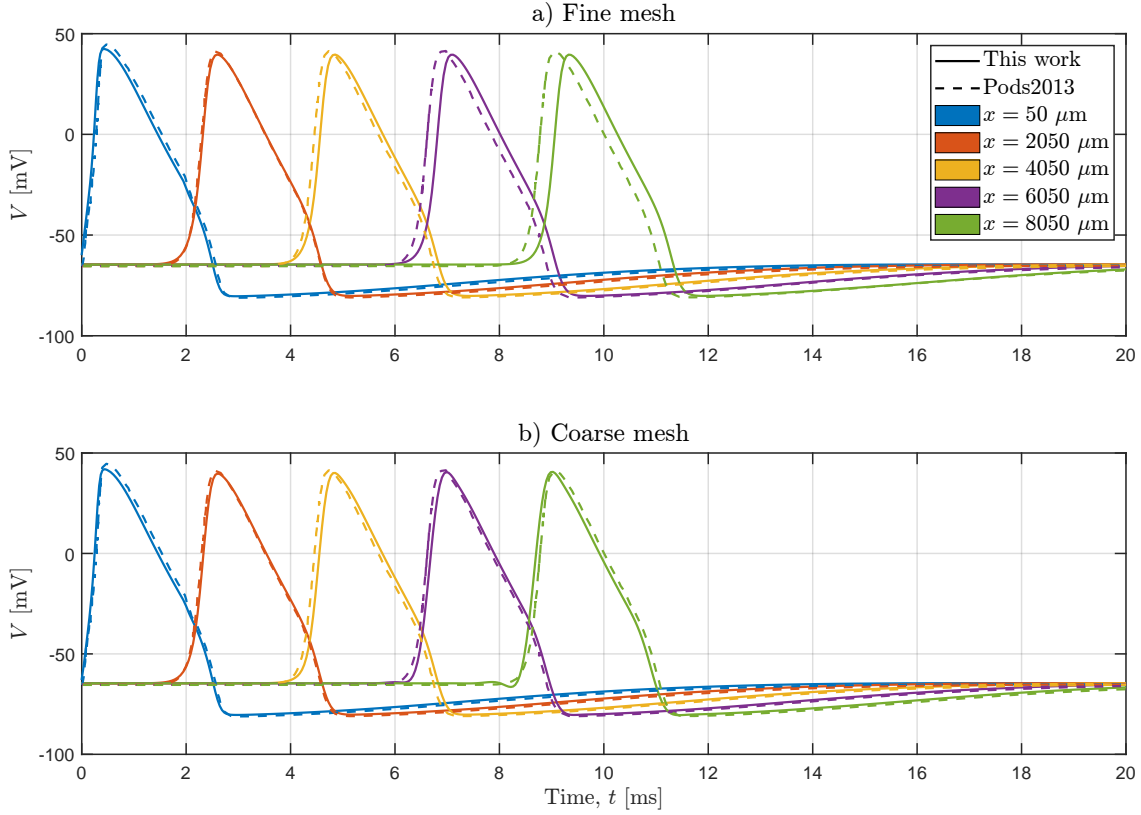 a) Fine mesh
50
0
-50
-100
V [mV]
0 2 4 6 8 10 12 14 16 18 20
This work
Pods2013
x = 50 μm
x = 2050 μm
x = 4050 μm
x = 6050 μm
x = 8050 μm
b) Coarse mesh
50
0
-50
-100
V [mV]
0 2 4 6 8 10 12 14 16 18 20
Time, t [ms]